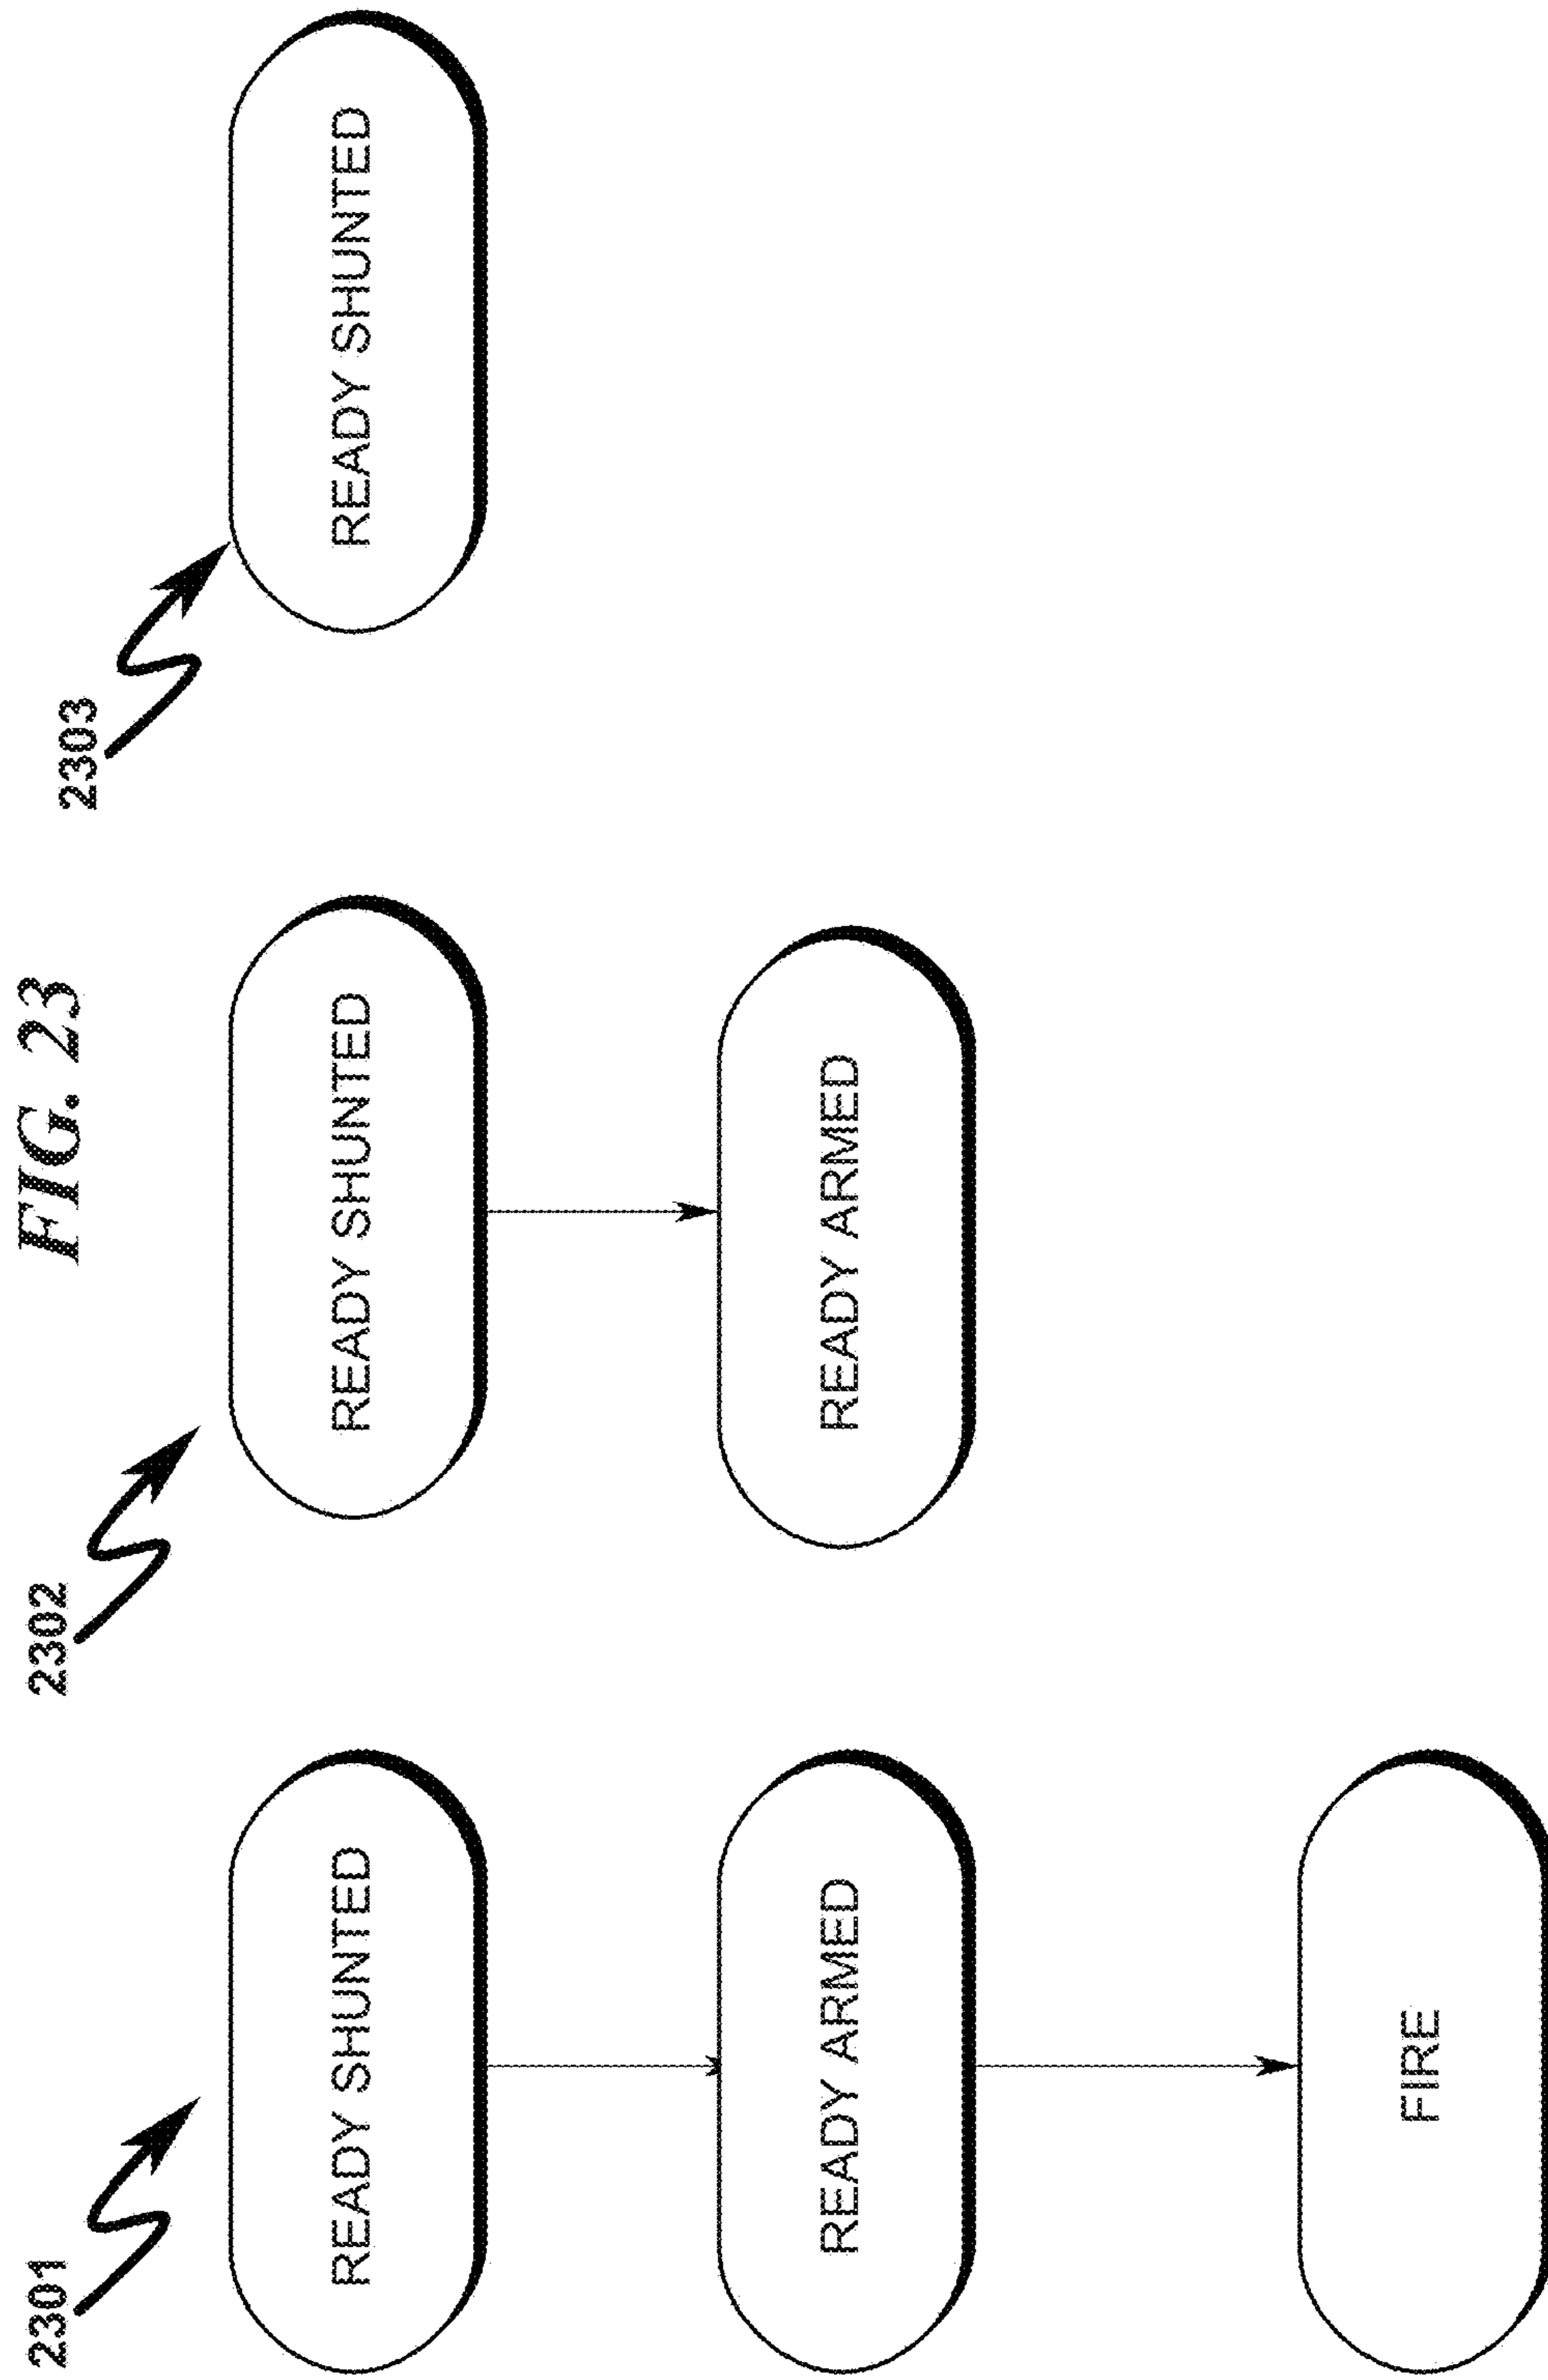 FIG. 23
2301
READY SHUNTED
READY ARMED
FIRE
2302
READY SHUNTED
READY ARMED
2303
READY SHUNTED